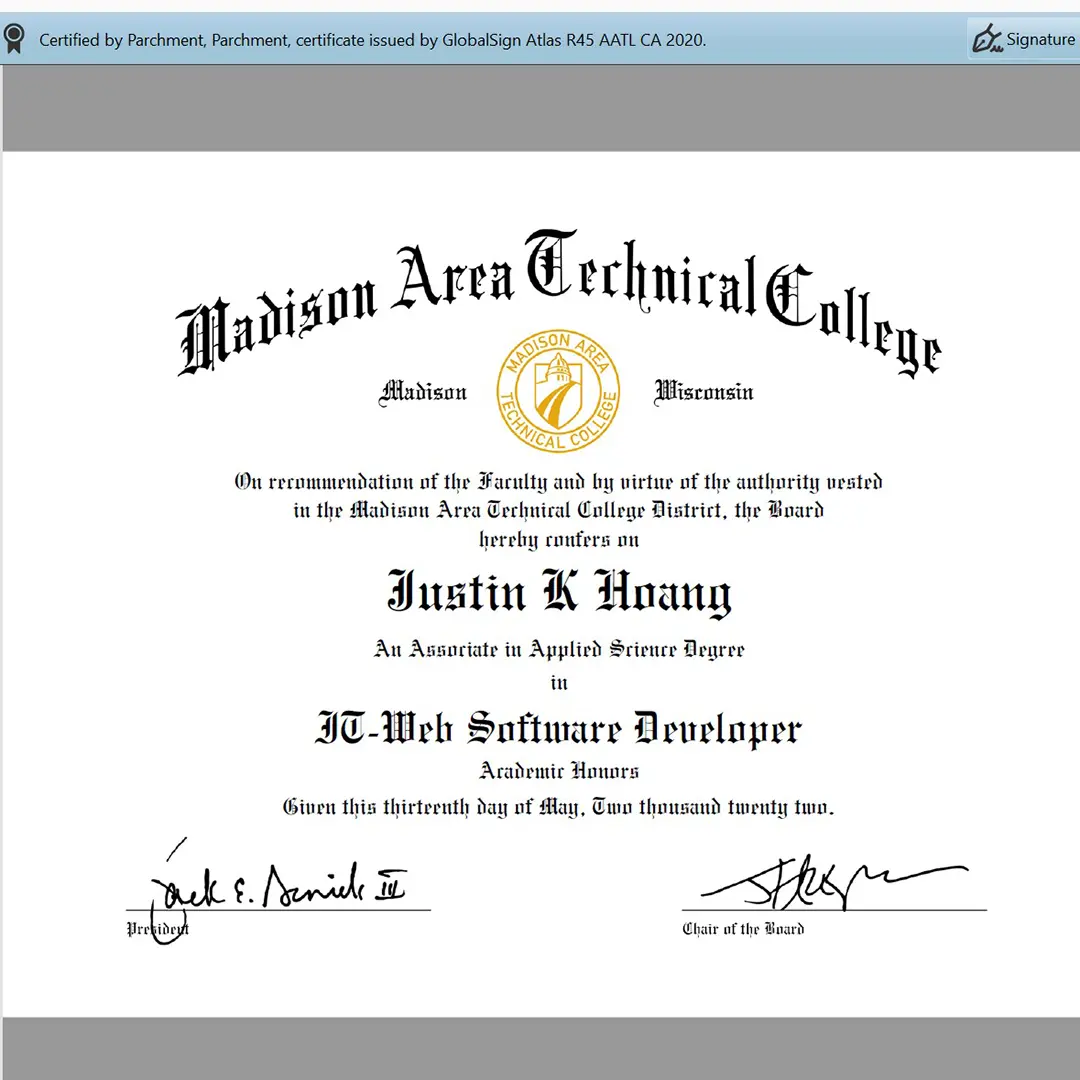 Certified by Parchment, Parchment, certificate issued by GlobalSign Atlas R45 AATL CA 2020.
Signature
Madison Area Technical College
MADISON AREA
TECHNICAL COLLEGE
Madison Wisconsin
On recommendation of the Faculty and by virtue of the authority vested
in the Madison Area Technical College District, the Board
hereby confers on
Justin K Hoang
An Associate in Applied Science Degree
in
IT-Web Software Developer
Academic Honors
Given this thirteenth day of May, Two thousand twenty two.
Jack E. Daniels III
President
Chair of the Board